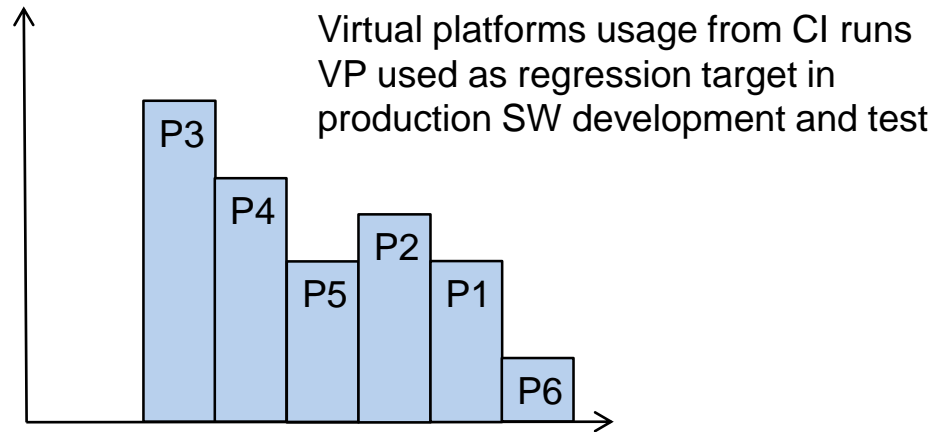 Virtual platforms usage from CI runs
VP used as regression target in
production SW development and test
P3
P4
P5
P2
P1
P6